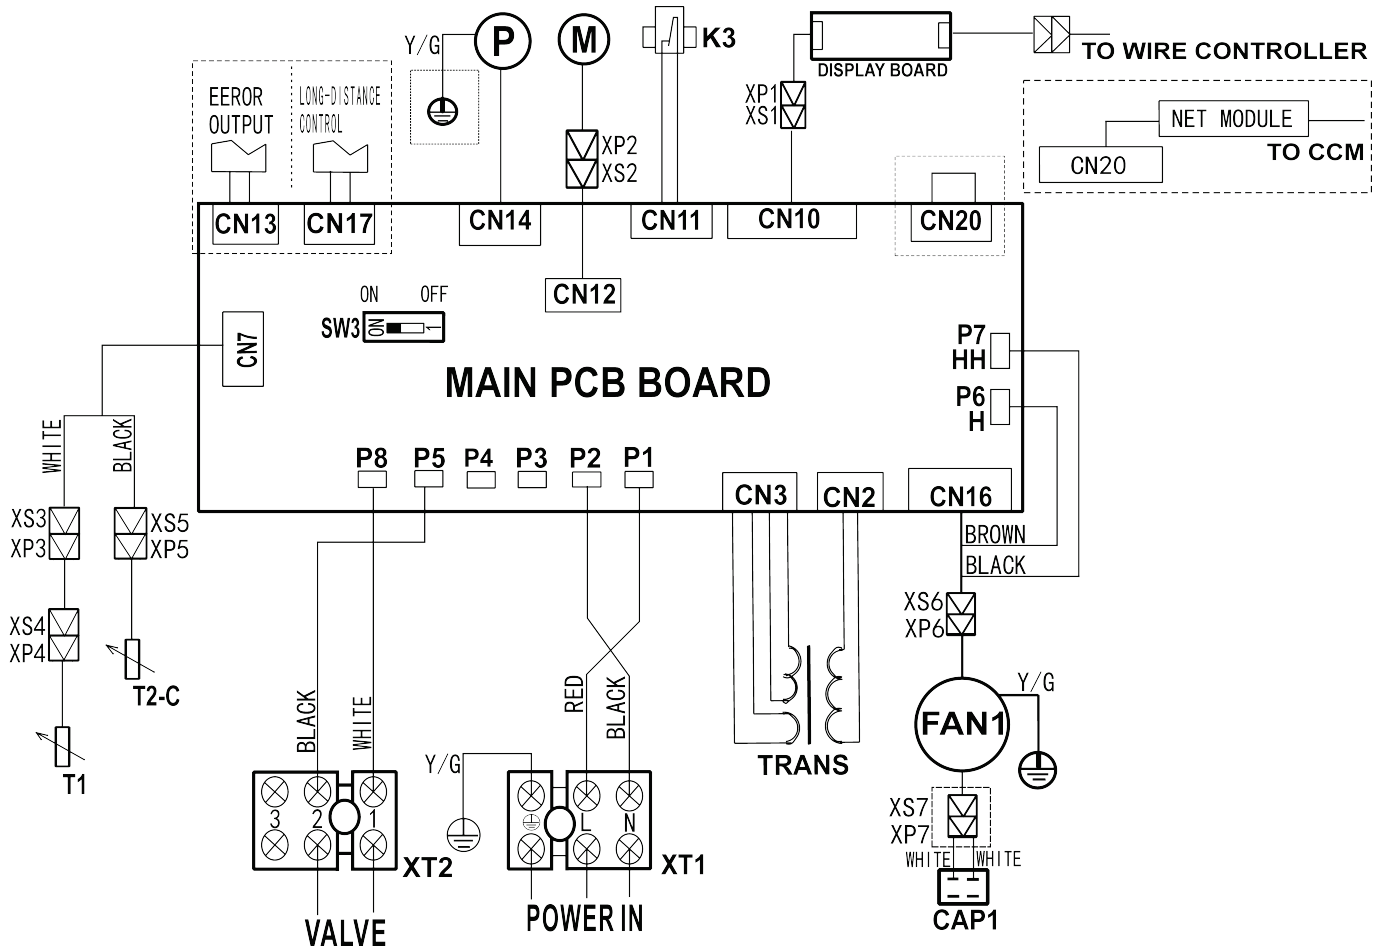 Y/G
P
M
K3
DISPLAY BOARD
TO WIRE CONTROLLER
EEROR
OUTPUT
LONG-DISTANCE
CONTROL
XP1
XS1
XP2
XS2
NET MODULE
TO CCM
CN20
CN13
CN17
CN14
CN11
CN10
CN20
CN12
ON
OFF
SW3
ON
1
CN7
MAIN PCB BOARD
P7
HH
P6
H
WHITE
BLACK
P8
P5
P4
P3
P2
P1
CN3
CN2
CN16
XS3
XP3
XS5
XP5
BROWN
BLACK
XS4
XP4
XS6
XP6
T2-C
T1
BLACK
WHITE
RED
BLACK
Y/G
FAN1
Y/G
TRANS
3
2
1
XT2
L
N
XT1
XS7
XP7
WHITE
WHITE
CAP1
VALVE
POWER IN